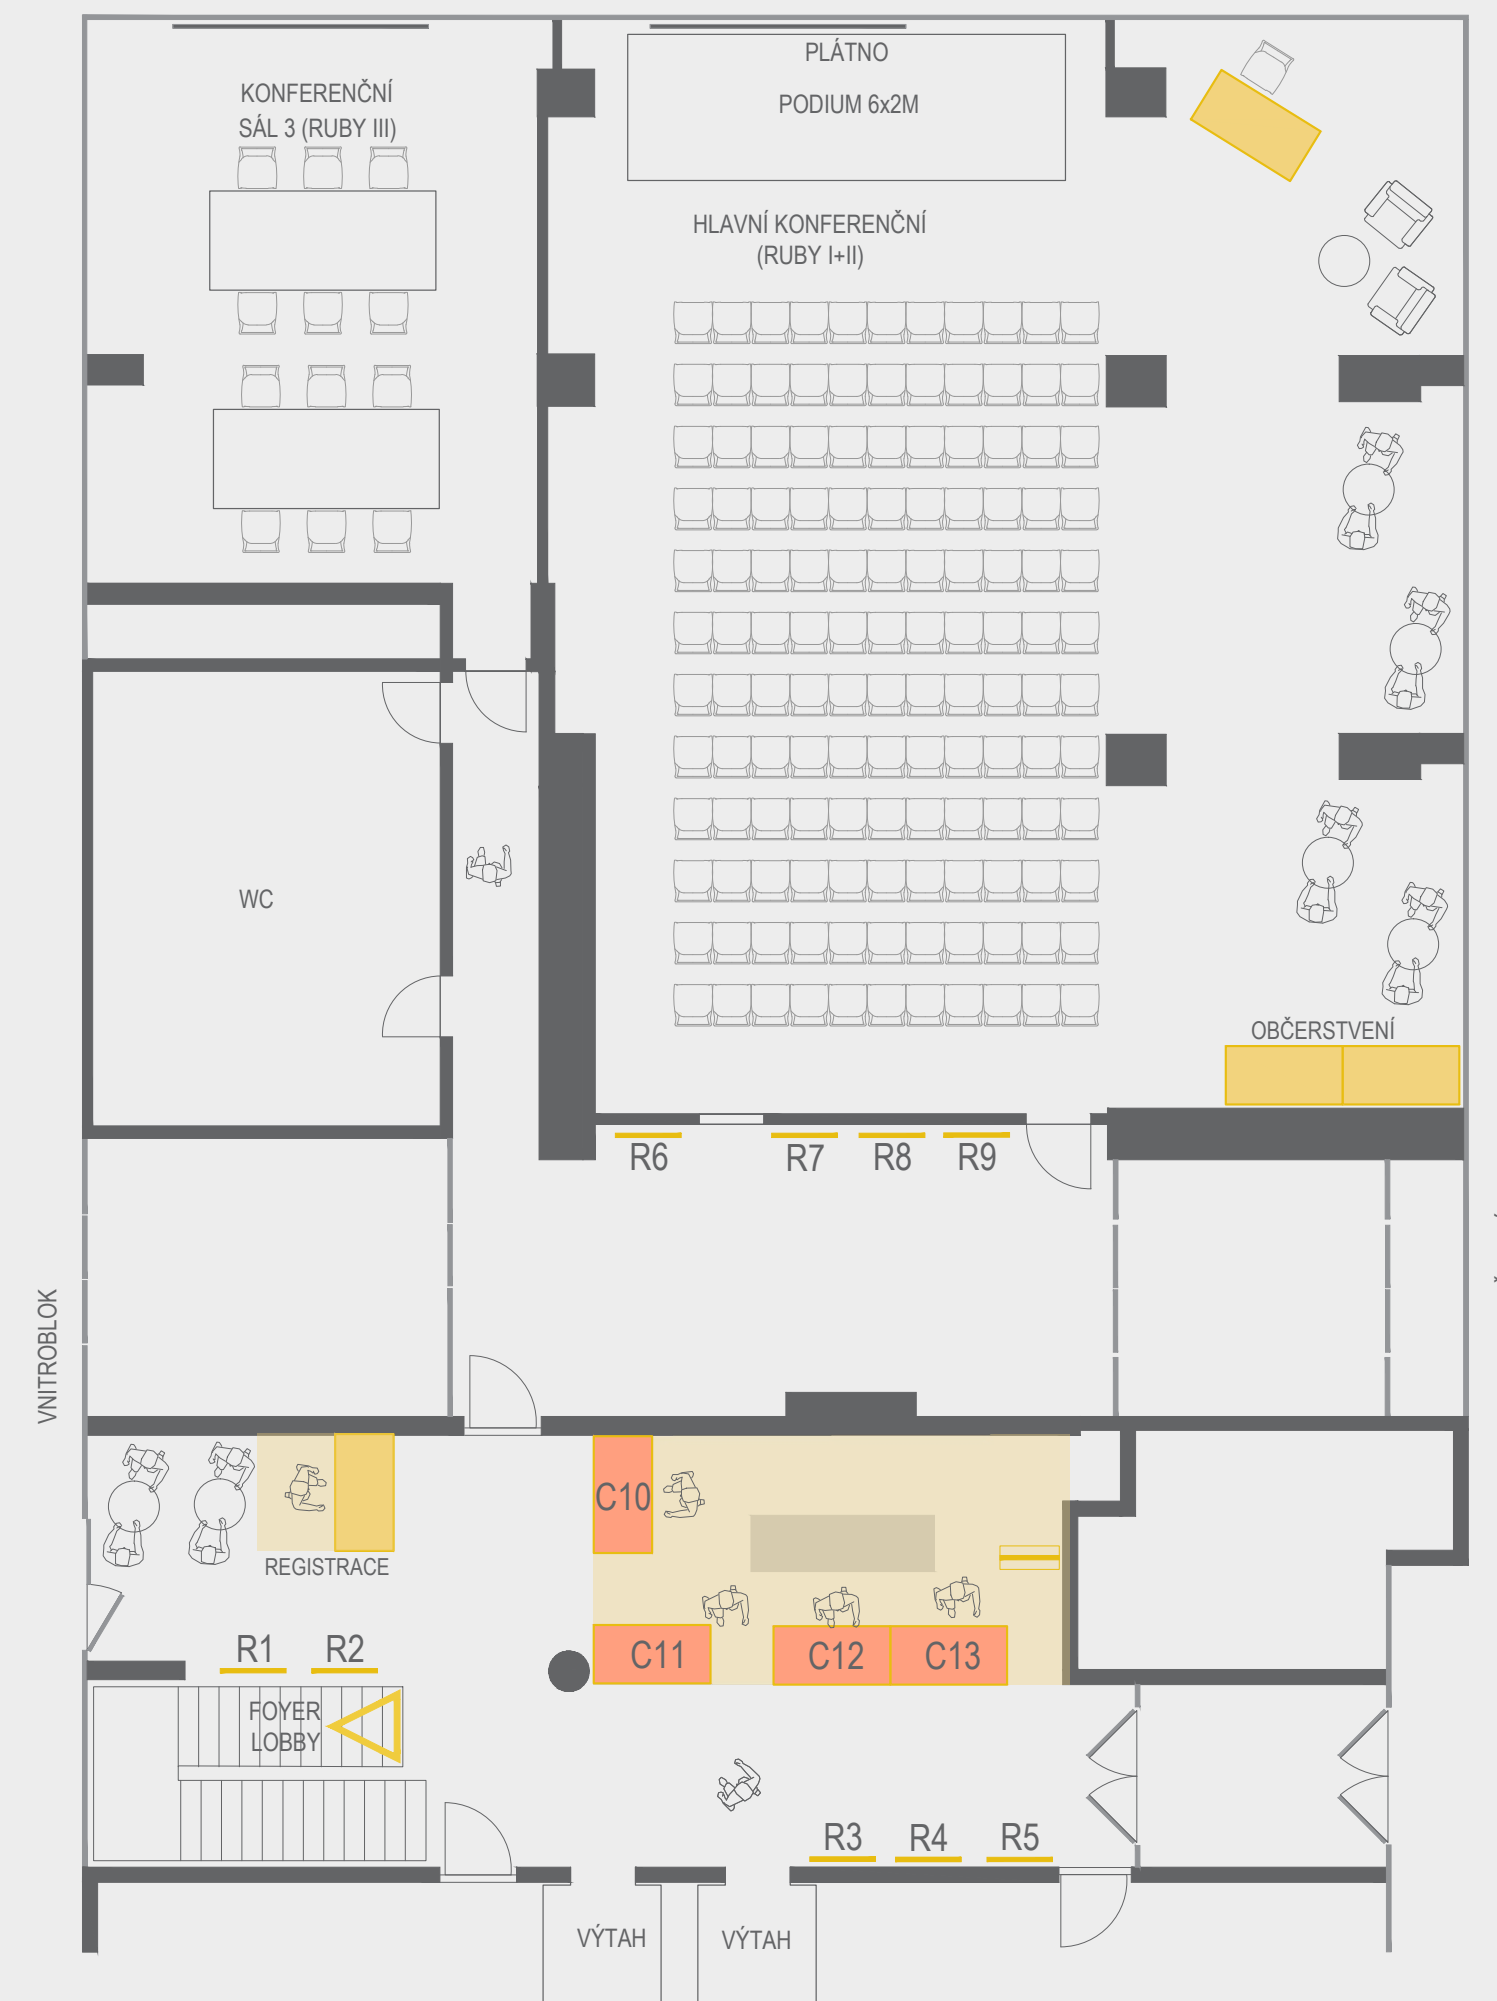 PLÁTNO
KONFERENČNÍ
SÁL 3 (RUBY III)
PODIUM 6x2M
HLAVNÍ KONFERENČNÍ
(RUBY I+II)
WC
OBČERSTVENÍ
R6
R7
R8
R9
VNITROBLOK
C10
REGISTRACE
R1
R2
C11
C12
C13
FOYER
LOBBY
R3
R4
R5
VÝTAH
VÝTAH